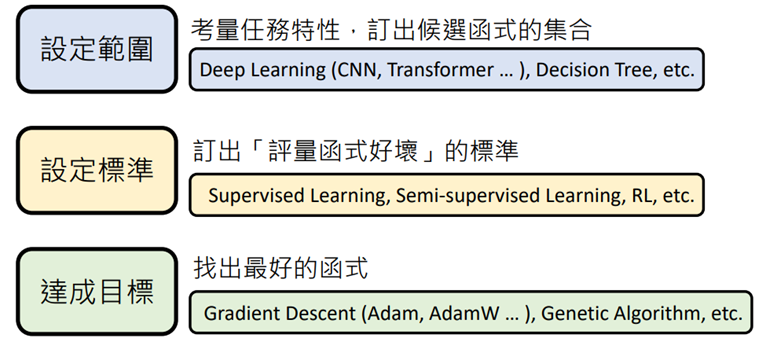 設定範圍
考量任務特性，訂出候選函式的集合
Deep Learning (CNN, Transformer … ), Decision Tree, etc.
設定標準
訂出「評量函式好壞」的標準
Supervised Learning, Semi-supervised Learning, RL, etc.
達成目標
找出最好的函式
Gradient Descent (Adam, AdamW … ), Genetic Algorithm, etc.